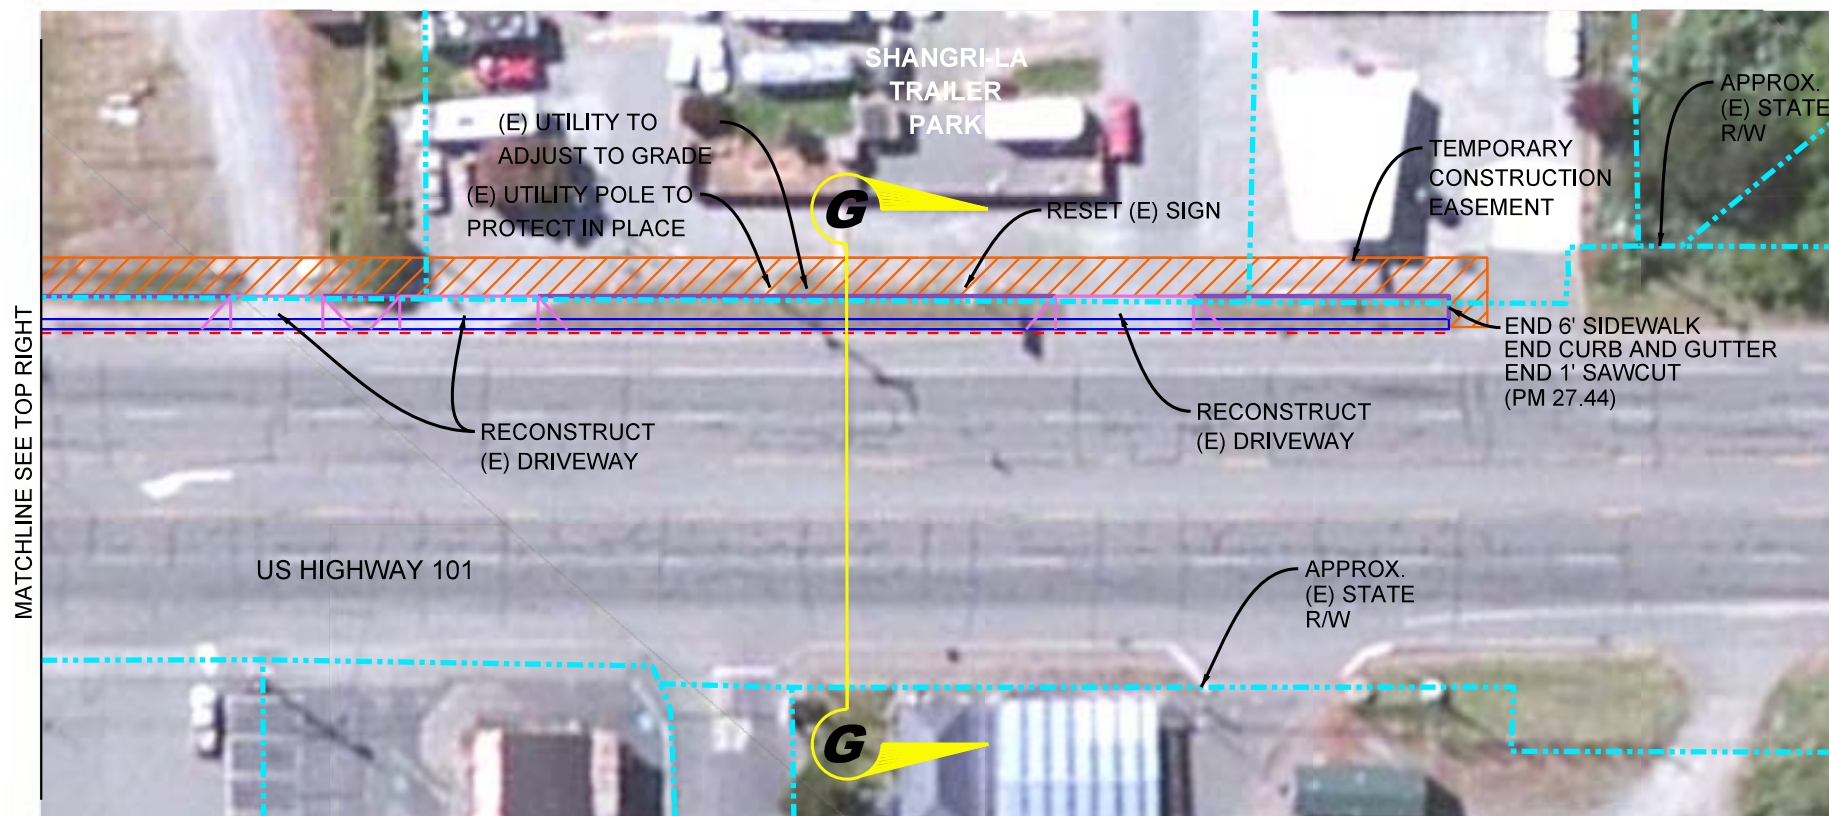 SHANGRI-LA
TRAILER
PARK
APPROX.
(E) STATE
R/W
(E) UTILITY TO
ADJUST TO GRADE
(E) UTILITY POLE TO
PROTECT IN PLACE
G
RESET (E) SIGN
TEMPORARY
CONSTRUCTION
EASEMENT
MATCHLINE SEE TOP RIGHT
END 6' SIDEWALK
END CURB AND GUTTER
END 1' SAWCUT
(PM 27.44)
RECONSTRUCT
(E) DRIVEWAY
RECONSTRUCT
(E) DRIVEWAY
US HIGHWAY 101
APPROX.
(E) STATE
R/W
G